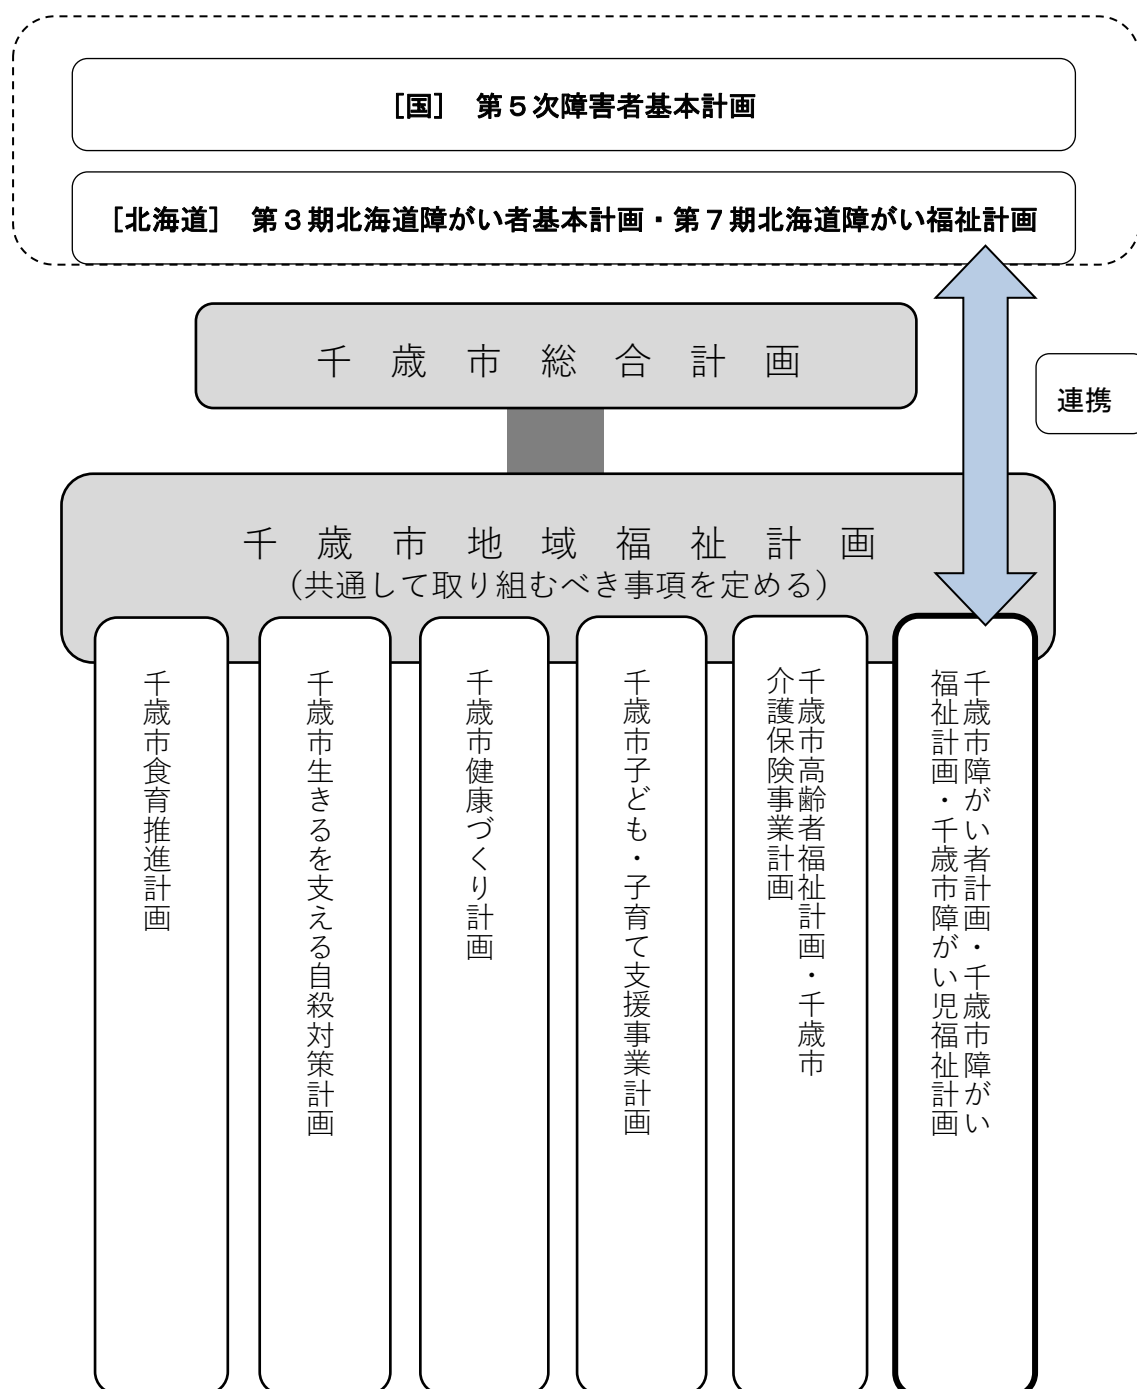 ［国］　第５次障害者基本計画
［北海道］　第３期北海道障がい者基本計画・第７期北海道障がい福祉計画
千歳市総合計画
連携
千歳市地域福祉計画
（共通して取り組むべき事項を定める）
千歳市食育推進計画
千歳市生きるを支える自殺対策計画
千歳市健康づくり計画
千歳市子ども・子育て支援事業計画
千歳市高齢者福祉計画・千歳市
介護保険事業計画
千歳市障がい者計画・千歳市障がい
福祉計画・千歳市障がい児福祉計画